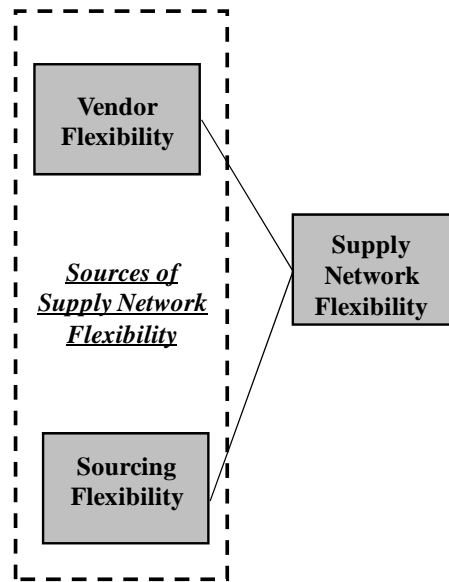 Vendor
Flexibility
Sources of
Supply Network
Flexibility
Supply
Network
Flexibility
Sourcing
Flexibility